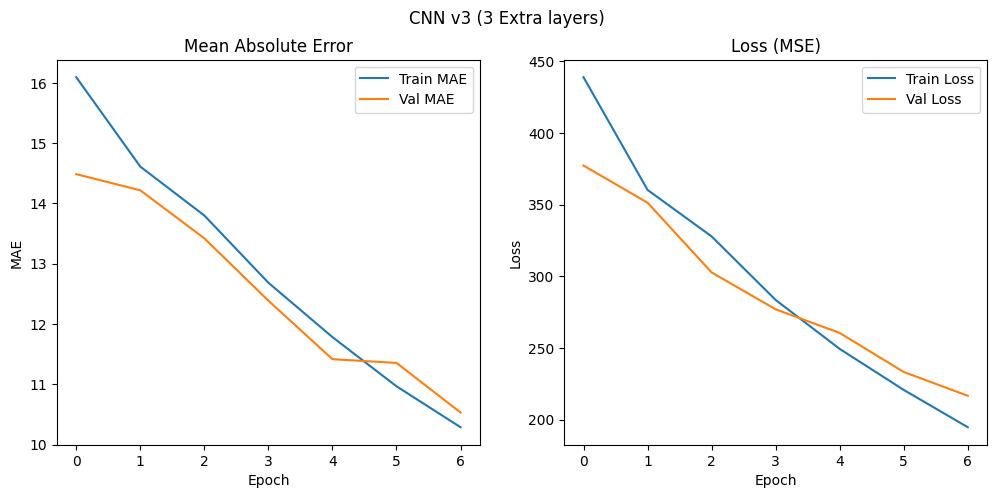 CNN v3 (3 Extra layers)
Mean Absolute Error
MAE
16
15
14
13
12
11
10
Train MAE
Val MAE
0 1 2 3 4 5 6
Epoch
Loss (MSE)
Loss
450
400
350
300
250
200
Train Loss
Val Loss
0 1 2 3 4 5 6
Epoch